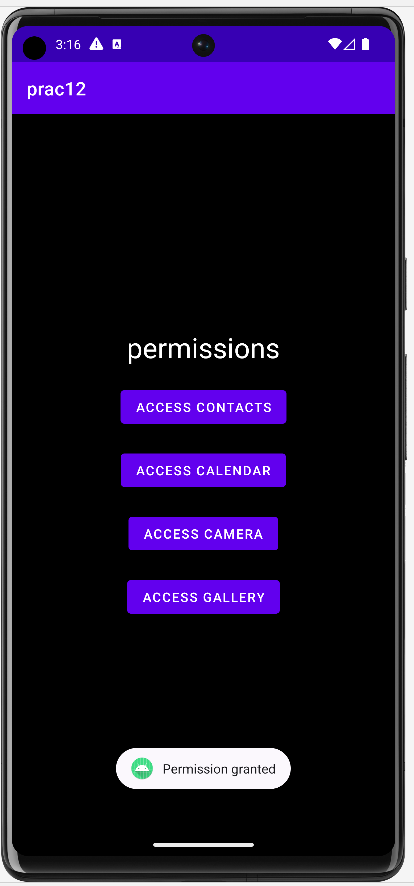 3:16
prac12
permissions
ACCESS CONTACTS
ACCESS CALENDAR
ACCESS CAMERA
ACCESS GALLERY
Permission granted